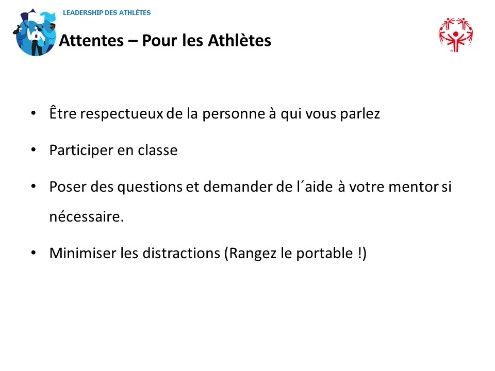 LEADERSHIP DES ATHLÈTES
Attentes – Pour les Athlètes
• Être respectueux de la personne à qui vous parlez
• Participer en classe
• Poser des questions et demander de l´aide à votre mentor si
nécessaire.
• Minimiser les distractions (Rangez le portable !)